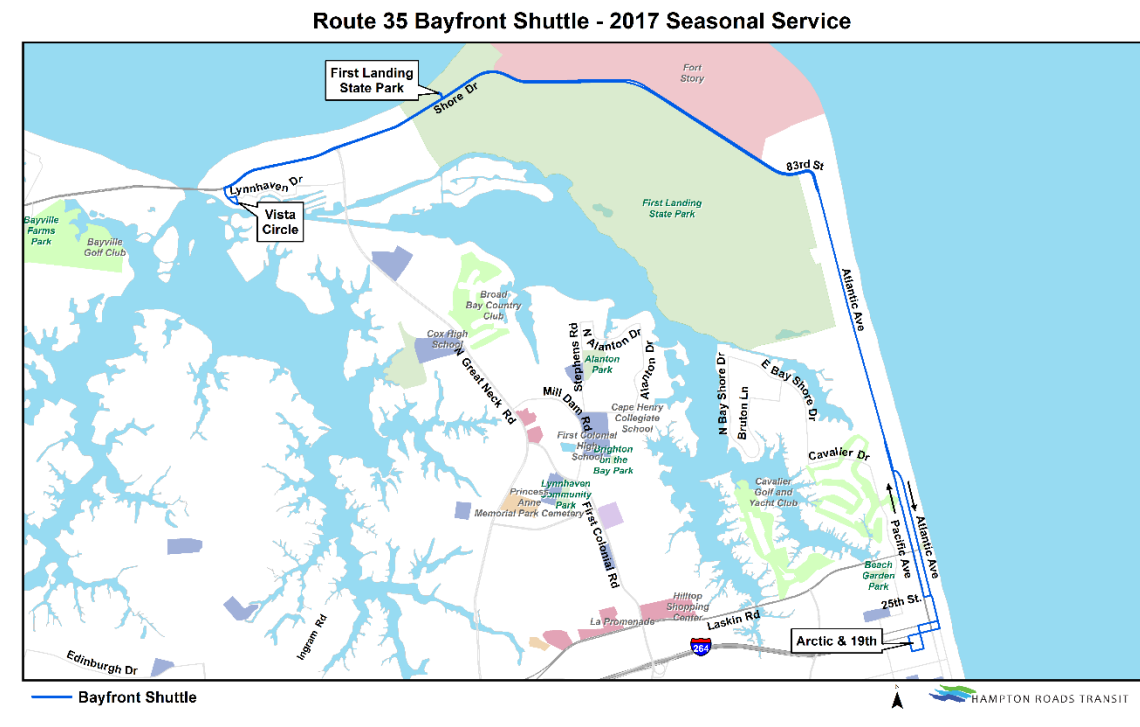 Route 35 Bayfront Shuttle - 2017 Seasonal Service
Fort
Story
First Landing
State Park
Shore Dr
83rd St
Lynnhaven Dr
Vista
Circle
First Landing
State Park
Bayville
Farms
Park
Bayville
Golf Club
Atlantic Ave
Broad
Bay Country
Club
Cox High
School
N Great Neck Rd
Stephens Rd
N Alanton Dr
Alanton
Park
Alanton Dr
N Bay Shore Dr
Bruton Ln
E Bay Shore Dr
Mill Dam Rd
Cape Henry
Collegiate
School
First Colonial
High
School
Brighton
on the
Bay Park
Cavalier Dr
Cavalier
Golf and
Yacht Club
Lynnhaven
Community
Park
Princess
Anne
Memorial Park Cemetery
First Colonial Rd
Pacific Ave
Atlantic Ave
Beach
Garden
Park
25th St.
Hilltop
Shopping
Center
La Promenade
Laskin Rd
264
Arctic & 19th
Ingram Rd
Edinburgh Dr
Bayfront Shuttle
HAMPTON ROADS TRANSIT